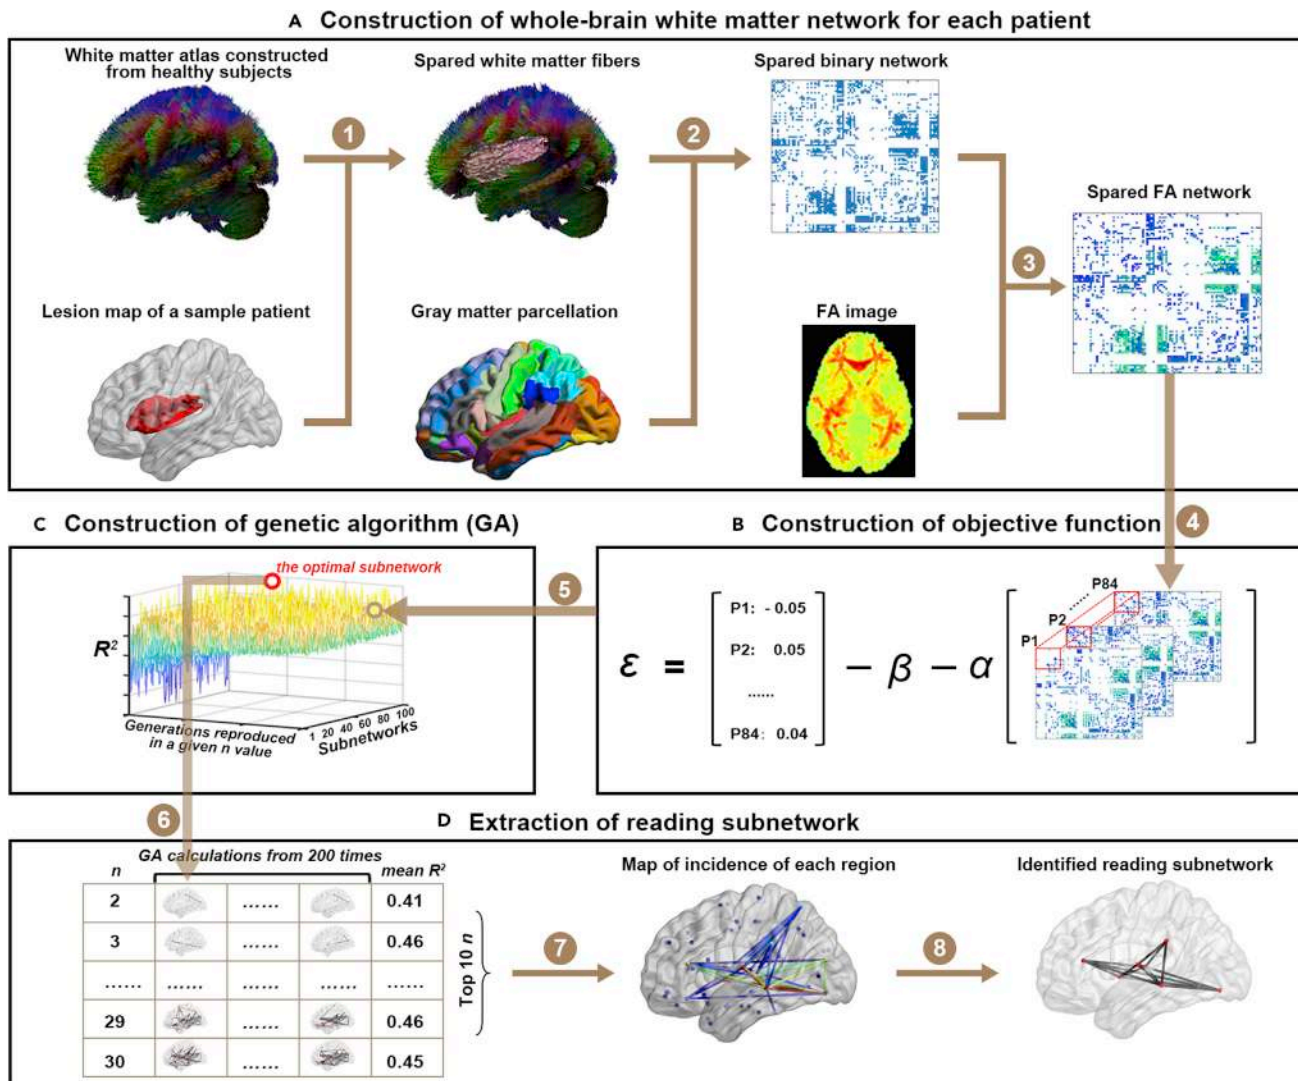 A Construction of whole-brain white matter network for each patient
White matter atlas constructed
from healthy subjects
Spared white matter fibers
Spared binary network
1
2
Spared FA network
3
Lesion map of a sample patient
Gray matter parcellation
FA image
C Construction of genetic algorithm (GA)
B Construction of objective function
4
the optimal subnetwork
5
R²
Generations reproduced
in a given n value
1 20 40 60 80 100
Subnetworks
ε = P1: - 0.05
P2: 0.05
......
P84: 0.04
- β - α
P1
P2
......
P84
6
D Extraction of reading subnetwork
GA calculations from 200 times
n mean R²
2 ...... 0.41
3 ...... 0.46
...... ...... ...... ...... ......
29 ...... 0.46
30 ...... 0.45
Top 10 n
7
Map of incidence of each region
8
Identified reading subnetwork